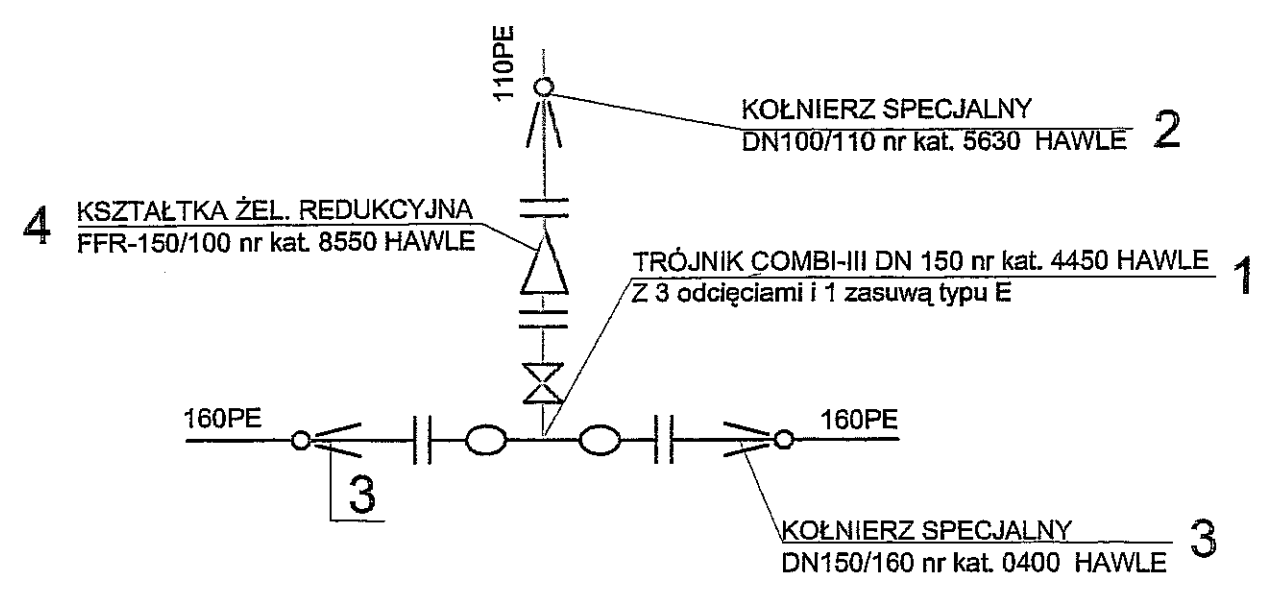 110PE
KOŁNIERZ SPECJALNY
DN100/110 nr kat. 5630 HAWLE
2
4
KSZTAŁTKA ŻEL. REDUKCYJNA
FFR-150/100 nr kat. 8550 HAWLE
TRÓJNIK COMBI-III DN 150 nr kat. 4450 HAWLE
Z 3 odcięciami i 1 zasuwą typu E
1
160PE
160PE
3
KOŁNIERZ SPECJALNY
DN150/160 nr kat. 0400 HAWLE
3